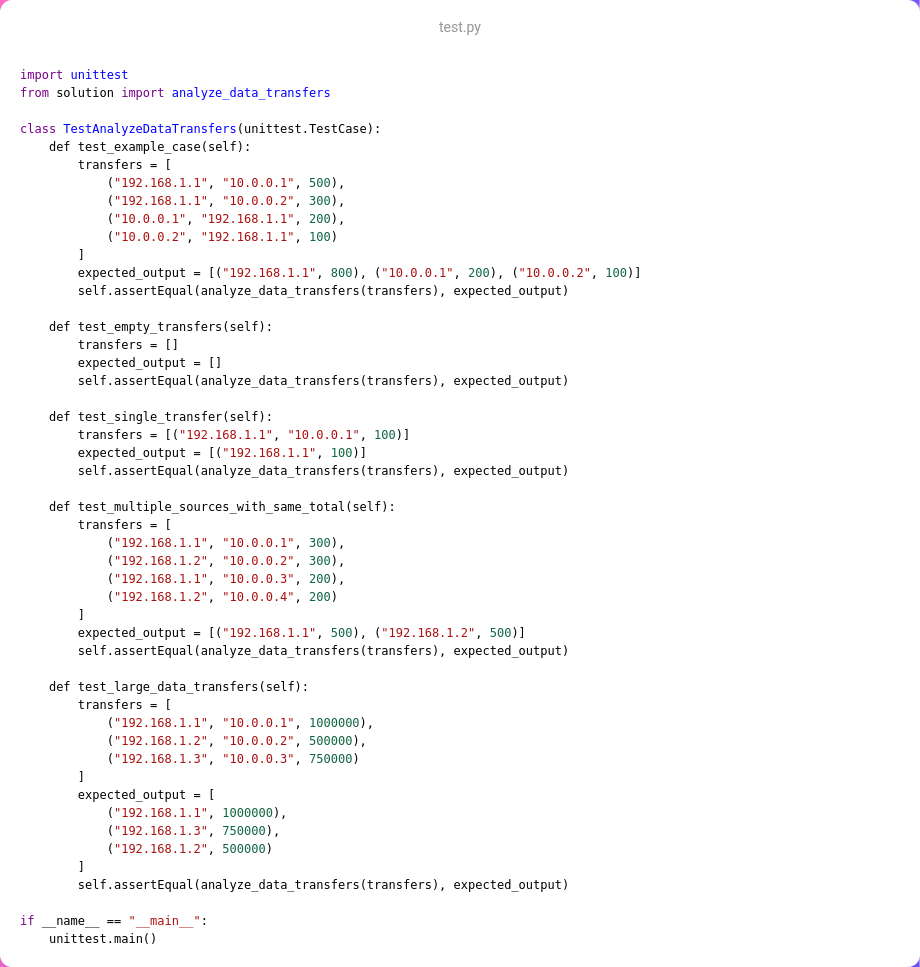 test.py
import unittest
from solution import analyze_data_transfers

class TestAnalyzeDataTransfers(unittest.TestCase):
    def test_example_case(self):
        transfers = [
            ("192.168.1.1", "10.0.0.1", 500),
            ("192.168.1.1", "10.0.0.2", 300),
            ("10.0.0.1", "192.168.1.1", 200),
            ("10.0.0.2", "192.168.1.1", 100)
        ]
        expected_output = [("192.168.1.1", 800), ("10.0.0.1", 200), ("10.0.0.2", 100)]
        self.assertEqual(analyze_data_transfers(transfers), expected_output)

    def test_empty_transfers(self):
        transfers = []
        expected_output = []
        self.assertEqual(analyze_data_transfers(transfers), expected_output)

    def test_single_transfer(self):
        transfers = [("192.168.1.1", "10.0.0.1", 100)]
        expected_output = [("192.168.1.1", 100)]
        self.assertEqual(analyze_data_transfers(transfers), expected_output)

    def test_multiple_sources_with_same_total(self):
        transfers = [
            ("192.168.1.1", "10.0.0.1", 300),
            ("192.168.1.2", "10.0.0.2", 300),
            ("192.168.1.1", "10.0.0.3", 200),
            ("192.168.1.2", "10.0.0.4", 200)
        ]
        expected_output = [("192.168.1.1", 500), ("192.168.1.2", 500)]
        self.assertEqual(analyze_data_transfers(transfers), expected_output)

    def test_large_data_transfers(self):
        transfers = [
            ("192.168.1.1", "10.0.0.1", 1000000),
            ("192.168.1.2", "10.0.0.2", 500000),
            ("192.168.1.3", "10.0.0.3", 750000)
        ]
        expected_output = [
            ("192.168.1.1", 1000000),
            ("192.168.1.3", 750000),
            ("192.168.1.2", 500000)
        ]
        self.assertEqual(analyze_data_transfers(transfers), expected_output)

if __name__ == "__main__":
    unittest.main()